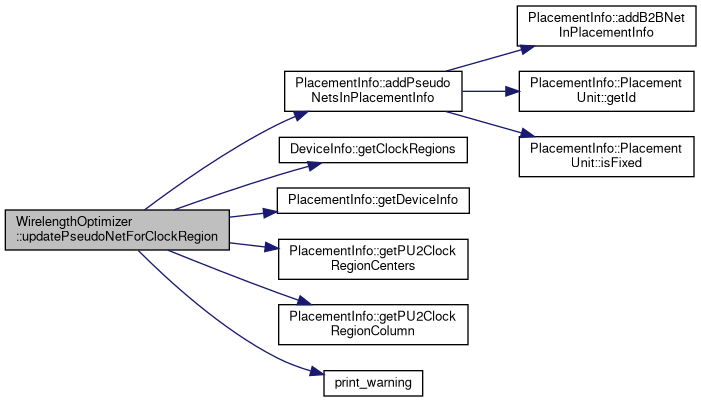 WirelengthOptimizer
::updatePseudoNetForClockRegion
PlacementInfo::addPseudo
NetsInPlacementInfo
PlacementInfo::addB2BNet
InPlacementInfo
PlacementInfo::Placement
Unit::getId
PlacementInfo::Placement
Unit::isFixed
DeviceInfo::getClockRegions
PlacementInfo::getDeviceInfo
PlacementInfo::getPU2Clock
RegionCenters
PlacementInfo::getPU2Clock
RegionColumn
print_warning